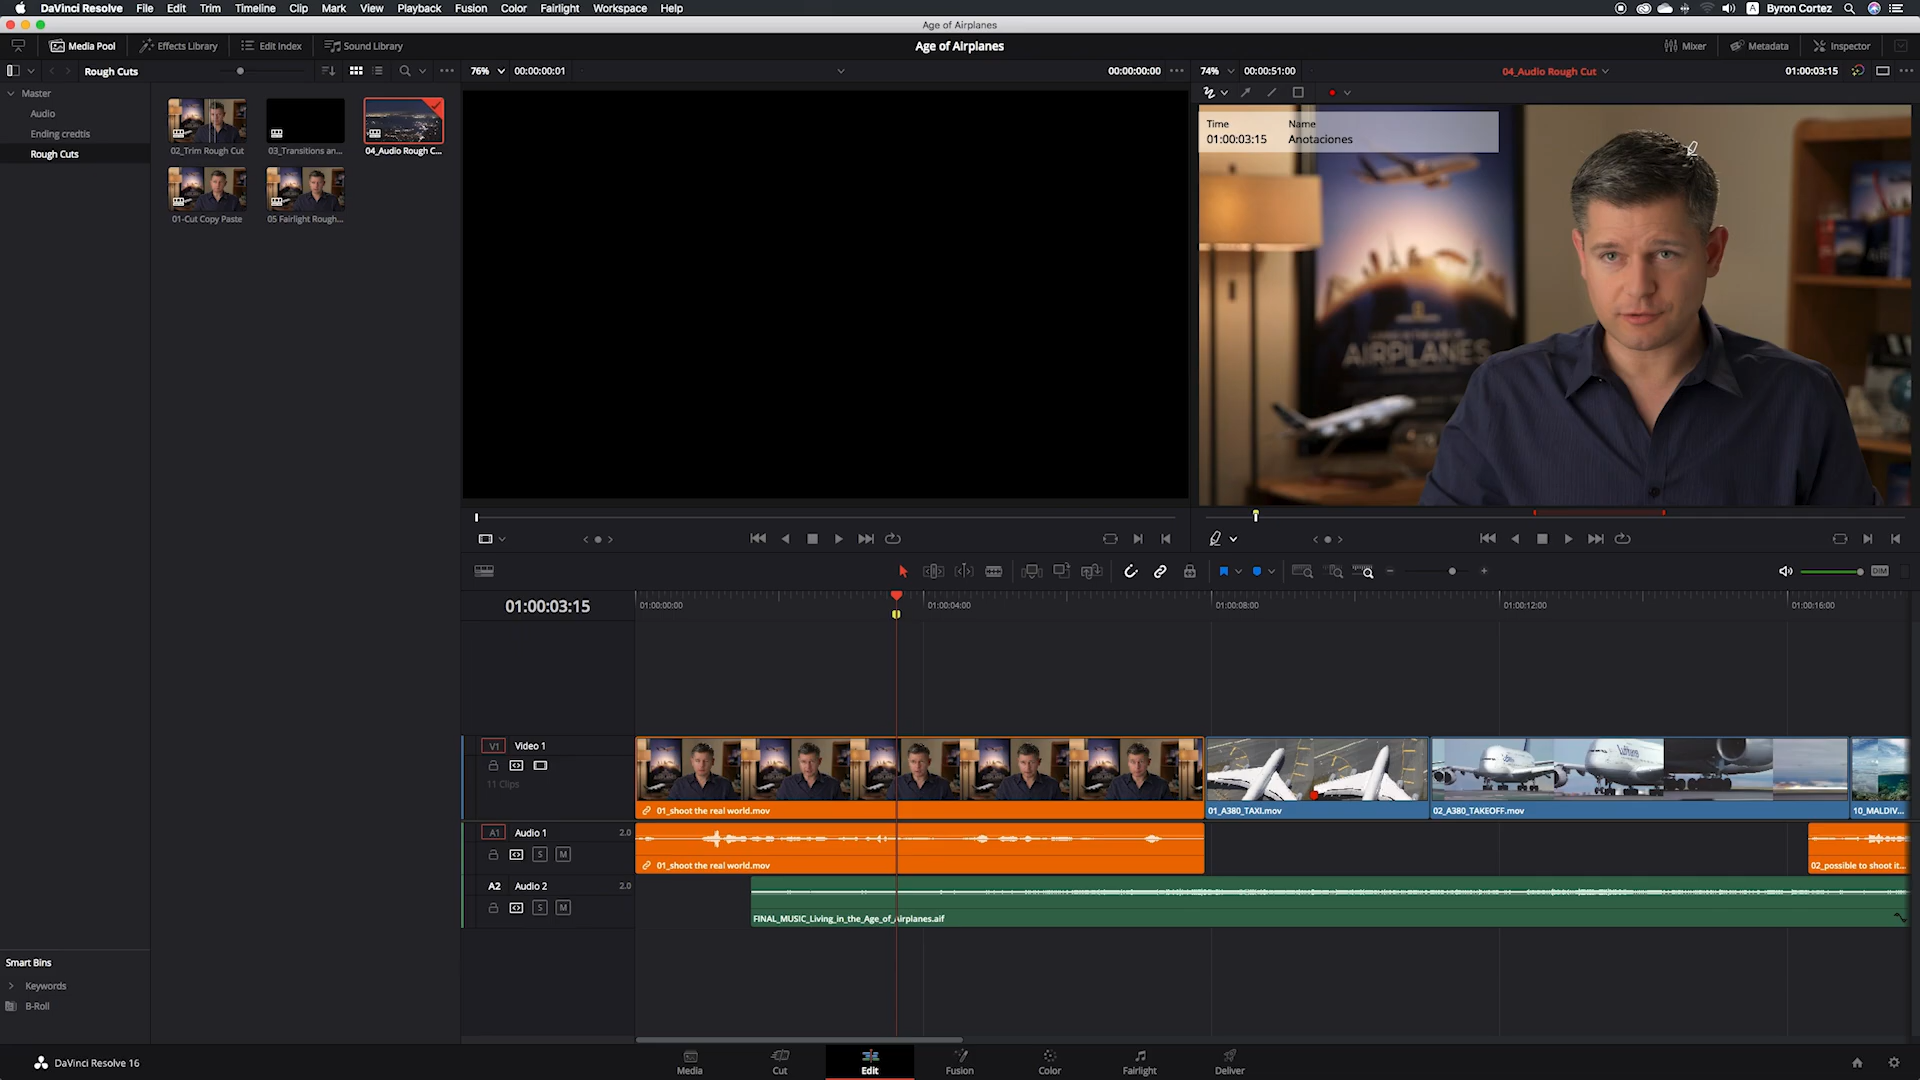 DaVinci Resolve File Edit Trim Timeline Clip Mark View Playback Fusion Color Fairlight Workspace Help
A Byron Cortez
Age of Airplanes
Media Pool Effects Library Edit Index Sound Library
Age of Airplanes
Mixer Metadata Inspector
Rough Cuts
76% 00:00:00:01 00:00:00:00
74% 00:00:51:00 04_Audio Rough Cut 01:00:03:15
Master
Audio
Ending credtis
Rough Cuts
02_Trim Rough Cut 03_Transitions an... 04_Audio Rough C...
01-Cut Copy Paste 05 Fairlight Rough...
Time Name
01:00:03:15 Anotaciones
AIRPLANES
01:00:03:15
01:00:00:00 01:00:04:00 01:00:08:00 01:00:12:00 01:00:16:00
DIM
V1 Video 1
11 Clips
01_shoot the real world.mov 01_A380_TAXI.mov 02_A380_TAKEOFF.mov 10_MALDIV...
A1 Audio 1 2.0
S M
01_shoot the real world.mov 02_possible to shoot it...
A2 Audio 2 2.0
S M
FINAL_MUSIC_Living_in_the_Age_of_Airplanes.aif
Smart Bins
Keywords
B-Roll
DaVinci Resolve 16
Media Cut Edit Fusion Color Fairlight Deliver